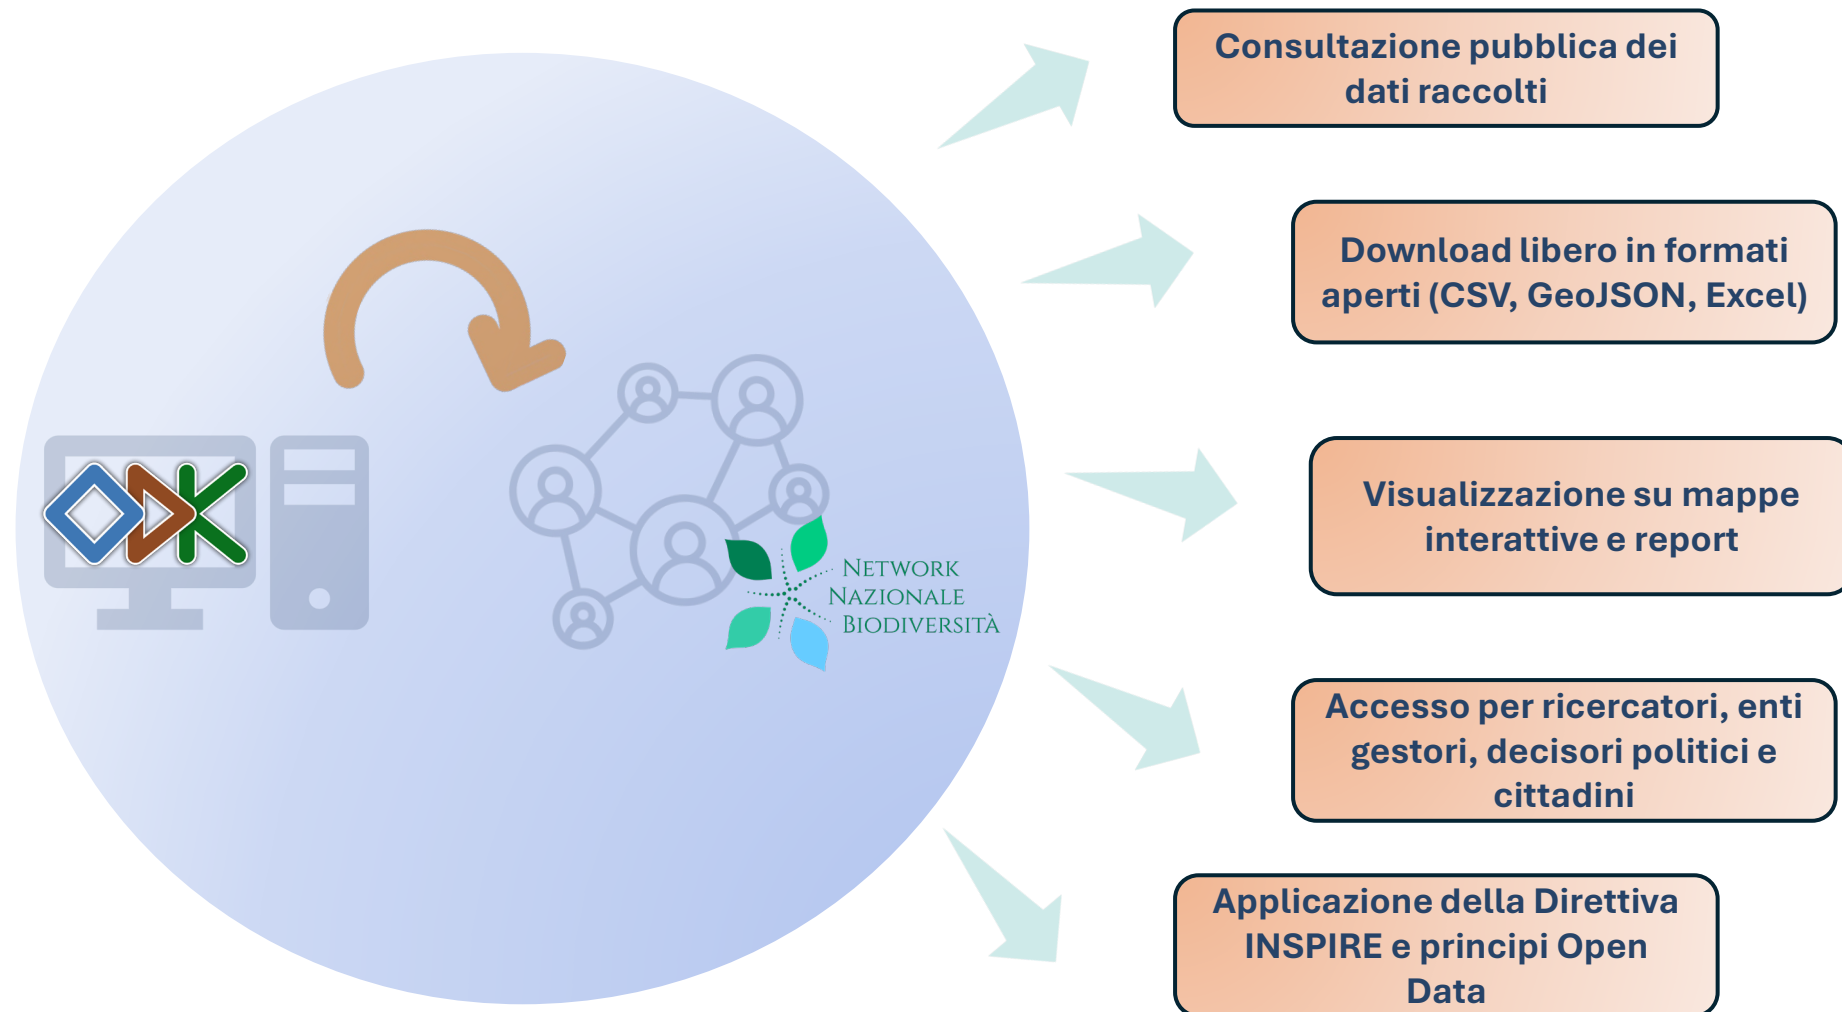 Consultazione pubblica dei
dati raccolti
Download libero in formati
aperti (CSV, GeoJSON, Excel)
Visualizzazione su mappe
interattive e report
Accesso per ricercatori, enti
gestori, decisori politici e
cittadini
Applicazione della Direttiva
INSPIRE e principi Open
Data
ODK
NETWORK
NAZIONALE
BIODIVERSITÀ